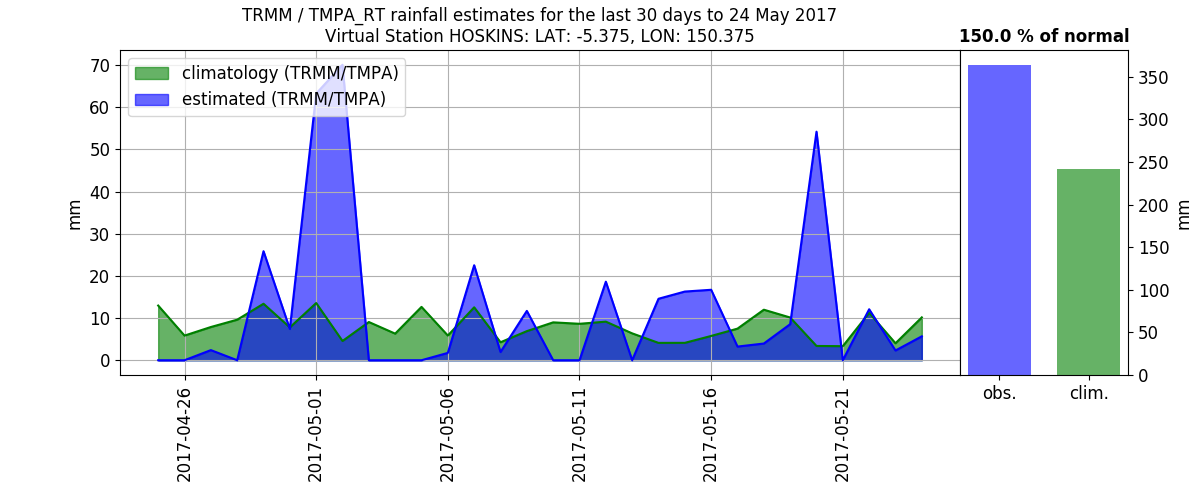 TRMM / TMPA_RT rainfall estimates for the last 30 days to 24 May 2017
Virtual Station HOSKINS: LAT: -5.375, LON: 150.375
150.0 % of normal
climatology (TRMM/TMPA)
estimated (TRMM/TMPA)
mm
70
60
50
40
30
20
10
0
2017-04-26
2017-05-01
2017-05-06
2017-05-11
2017-05-16
2017-05-21
350
300
250
200
150
100
50
0
mm
obs.
clim.